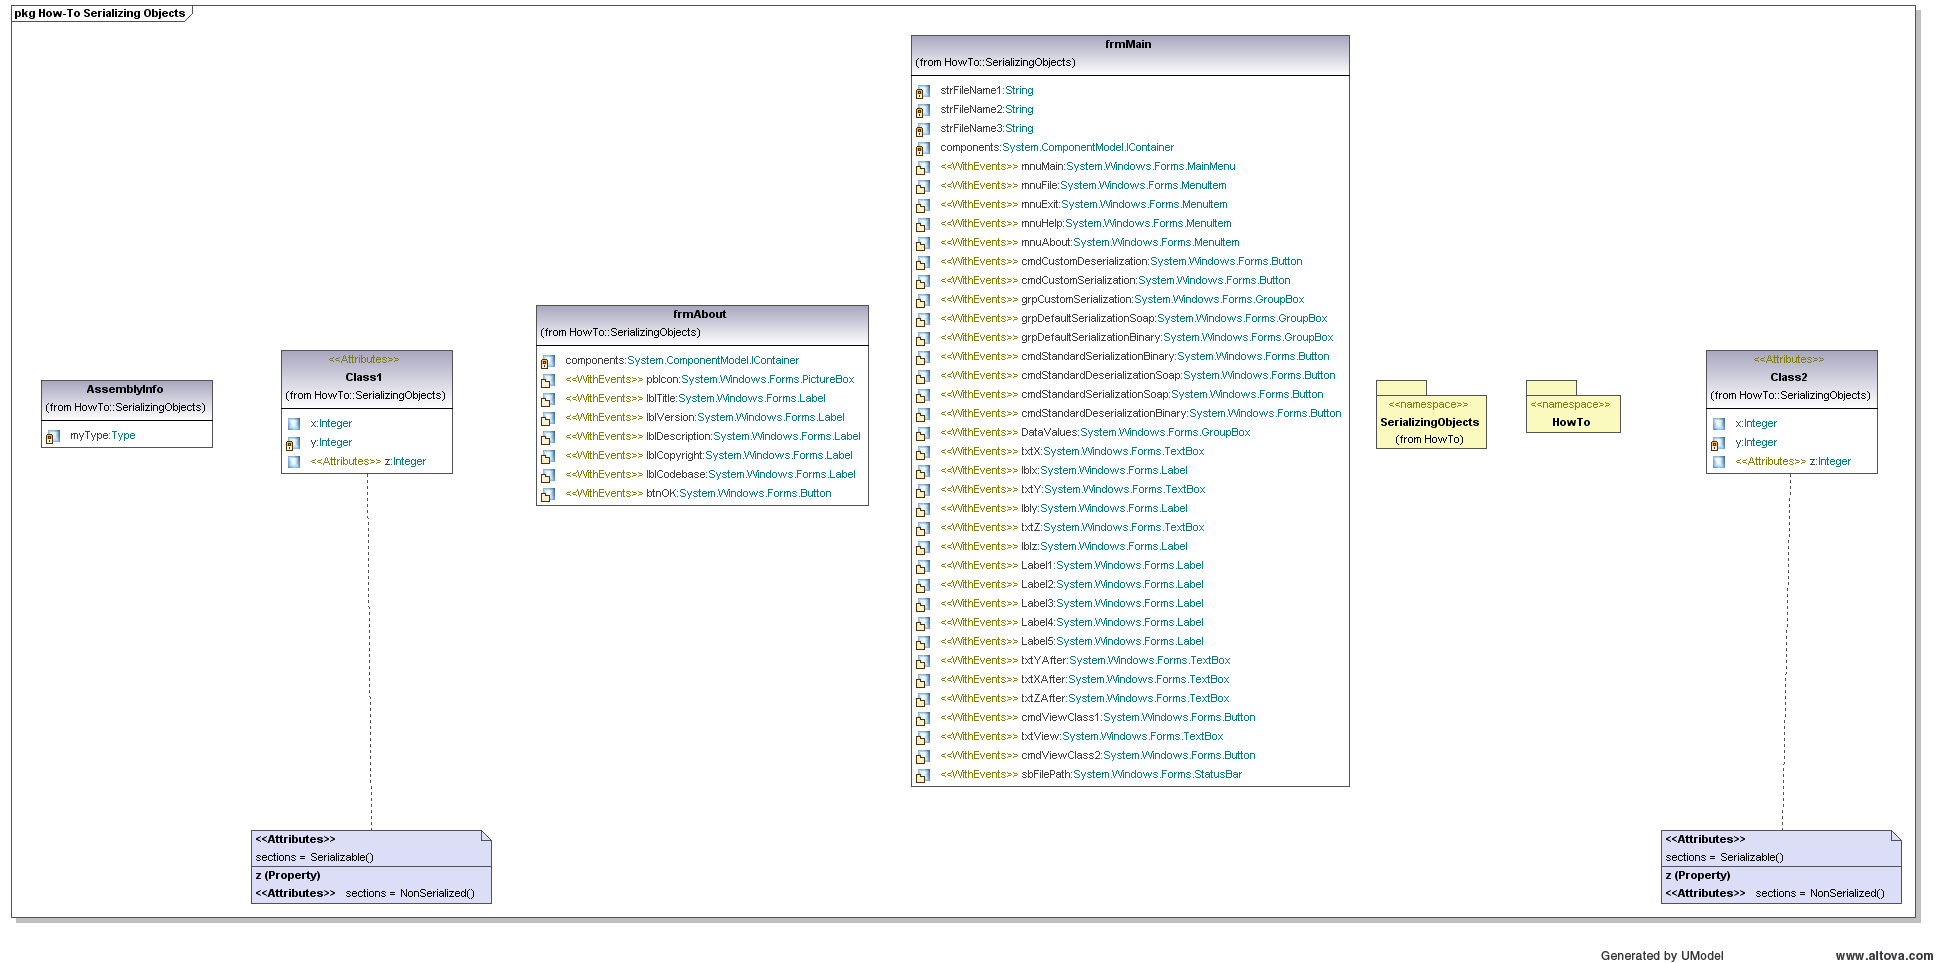 pkg How-To Serializing Objects
AssemblyInfo
(from HowTo::SerializingObjects)
myType:Type
<<Attributes>>
Class1
(from HowTo::SerializingObjects)
x:Integer
y:Integer
<<Attributes>> z:Integer
<<Attributes>>
sections = Serializable()
z (Property)
<<Attributes>> sections = NonSerialized()
frmAbout
(from HowTo::SerializingObjects)
components:System.ComponentModel.IContainer
<<WithEvents>> pbIcon:System.Windows.Forms.PictureBox
<<WithEvents>> lblTitle:System.Windows.Forms.Label
<<WithEvents>> lblVersion:System.Windows.Forms.Label
<<WithEvents>> lblDescription:System.Windows.Forms.Label
<<WithEvents>> lblCopyright:System.Windows.Forms.Label
<<WithEvents>> lblCodebase:System.Windows.Forms.Label
<<WithEvents>> btnOK:System.Windows.Forms.Button
frmMain
(from HowTo::SerializingObjects)
strFileName1:String
strFileName2:String
strFileName3:String
components:System.ComponentModel.IContainer
<<WithEvents>> mnuMain:System.Windows.Forms.MainMenu
<<WithEvents>> mnuFile:System.Windows.Forms.MenuItem
<<WithEvents>> mnuExit:System.Windows.Forms.MenuItem
<<WithEvents>> mnuHelp:System.Windows.Forms.MenuItem
<<WithEvents>> mnuAbout:System.Windows.Forms.MenuItem
<<WithEvents>> cmdCustomDeserialization:System.Windows.Forms.Button
<<WithEvents>> cmdCustomSerialization:System.Windows.Forms.Button
<<WithEvents>> grpCustomSerialization:System.Windows.Forms.GroupBox
<<WithEvents>> grpDefaultSerializationSoap:System.Windows.Forms.GroupBox
<<WithEvents>> grpDefaultSerializationBinary:System.Windows.Forms.GroupBox
<<WithEvents>> cmdStandardSerializationBinary:System.Windows.Forms.Button
<<WithEvents>> cmdStandardDeserializationSoap:System.Windows.Forms.Button
<<WithEvents>> cmdStandardSerializationSoap:System.Windows.Forms.Button
<<WithEvents>> cmdStandardDeserializationBinary:System.Windows.Forms.Button
<<WithEvents>> DataValues:System.Windows.Forms.GroupBox
<<WithEvents>> txtX:System.Windows.Forms.TextBox
<<WithEvents>> lblx:System.Windows.Forms.Label
<<WithEvents>> txtY:System.Windows.Forms.TextBox
<<WithEvents>> lbly:System.Windows.Forms.Label
<<WithEvents>> txtZ:System.Windows.Forms.TextBox
<<WithEvents>> lblz:System.Windows.Forms.Label
<<WithEvents>> Label1:System.Windows.Forms.Label
<<WithEvents>> Label2:System.Windows.Forms.Label
<<WithEvents>> Label3:System.Windows.Forms.Label
<<WithEvents>> Label4:System.Windows.Forms.Label
<<WithEvents>> Label5:System.Windows.Forms.Label
<<WithEvents>> txtYAfter:System.Windows.Forms.TextBox
<<WithEvents>> txtXAfter:System.Windows.Forms.TextBox
<<WithEvents>> txtZAfter:System.Windows.Forms.TextBox
<<WithEvents>> cmdViewClass1:System.Windows.Forms.Button
<<WithEvents>> txtView:System.Windows.Forms.TextBox
<<WithEvents>> cmdViewClass2:System.Windows.Forms.Button
<<WithEvents>> sbFilePath:System.Windows.Forms.StatusBar
<<namespace>>
SerializingObjects
(from HowTo)
<<namespace>>
HowTo
<<Attributes>>
Class2
(from HowTo::SerializingObjects)
x:Integer
y:Integer
<<Attributes>> z:Integer
<<Attributes>>
sections = Serializable()
z (Property)
<<Attributes>> sections = NonSerialized()
Generated by UModel
www.altova.com